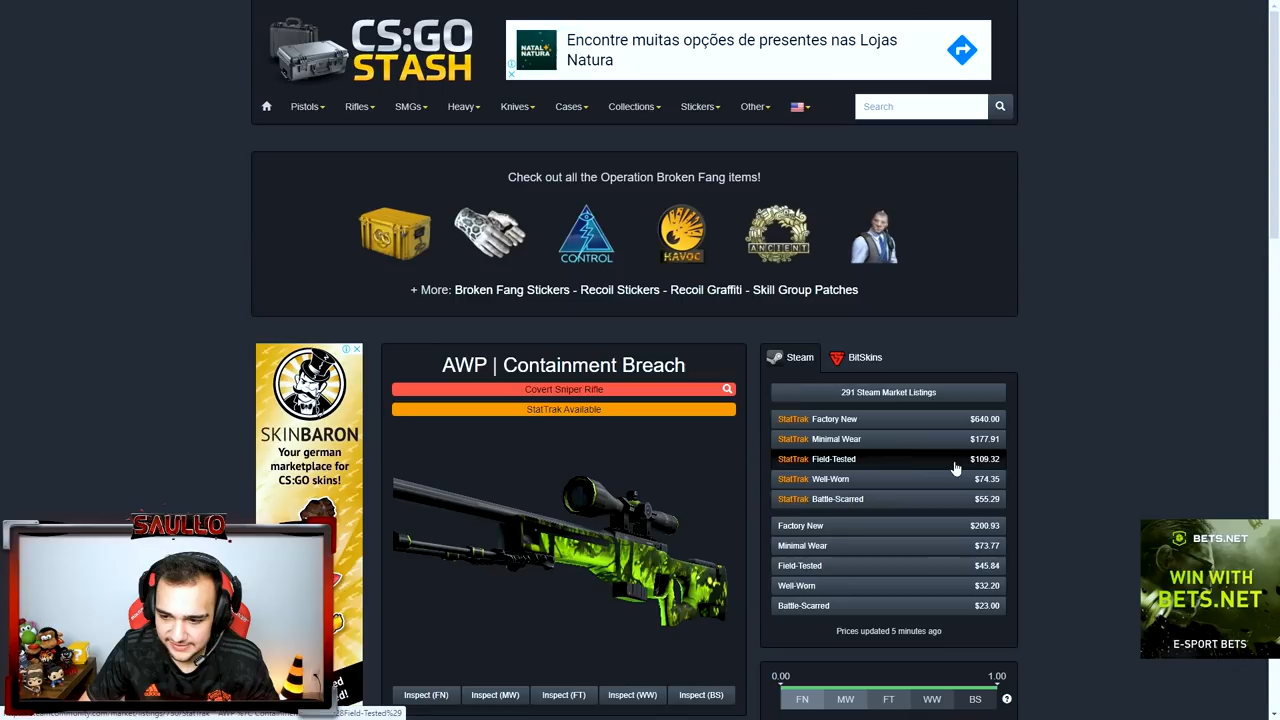 CS:GO
STASH
NATAL
NATURA
Encontre muitas opções de presentes nas Lojas
Natura
Pistols
Rifles
SMGs
Heavy
Knives
Cases
Collections
Stickers
Other
Search
Check out all the Operation Broken Fang items!
CONTROL
HAVOC
ANCIENT
+ More: Broken Fang Stickers - Recoil Stickers - Recoil Graffiti - Skill Group Patches
SKINBARON
Your german
marketplace for
CS:GO skins!
AWP | Containment Breach
Covert Sniper Rifle
StatTrak Available
Inspect (FN)
Inspect (MW)
Inspect (FT)
Inspect (WW)
Inspect (BS)
Steam
BitSkins
291 Steam Market Listings
StatTrak Factory New $640.00
StatTrak Minimal Wear $177.91
StatTrak Field-Tested $109.32
StatTrak Well-Worn $74.35
StatTrak Battle-Scarred $55.29
Factory New $200.93
Minimal Wear $73.77
Field-Tested $45.84
Well-Worn $32.20
Battle-Scarred $23.00
Prices updated 5 minutes ago
0.00 1.00
FN MW FT WW BS
SAULLO
BETS.NET
WIN WITH
BETS.NET
E-SPORT BETS